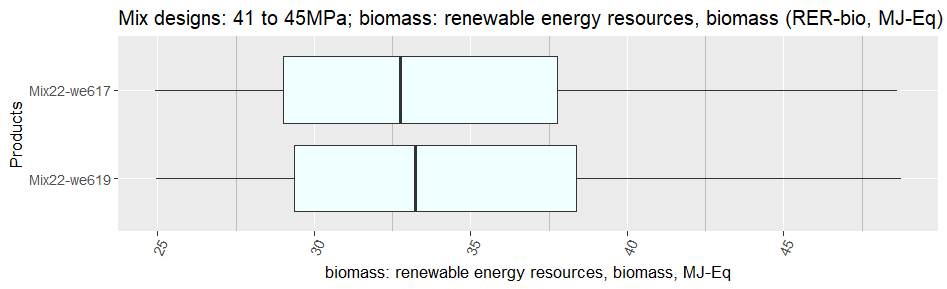 Mix designs: 41 to 45MPa; biomass: renewable energy resources, biomass (RER-bio, MJ-Eq)
Products
Mix22-we617
Mix22-we619
25 30 35 40 45
biomass: renewable energy resources, biomass, MJ-Eq